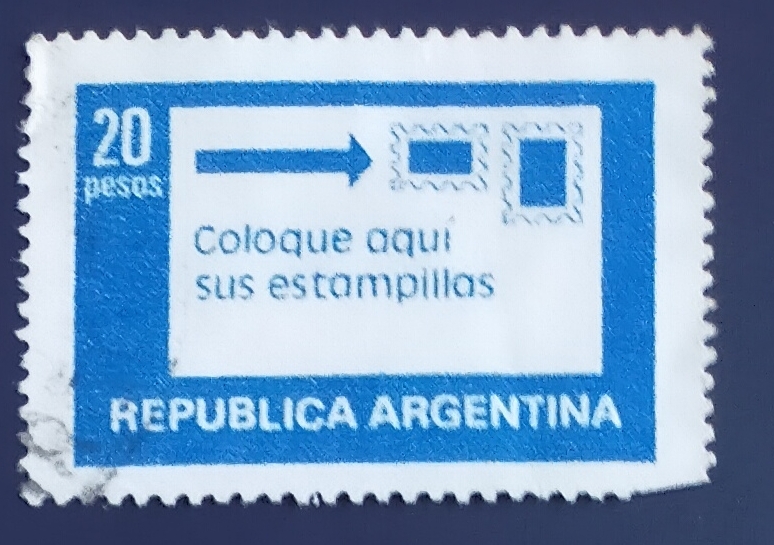 20
pesos
Coloque aquí
sus estampillas
REPUBLICA ARGENTINA